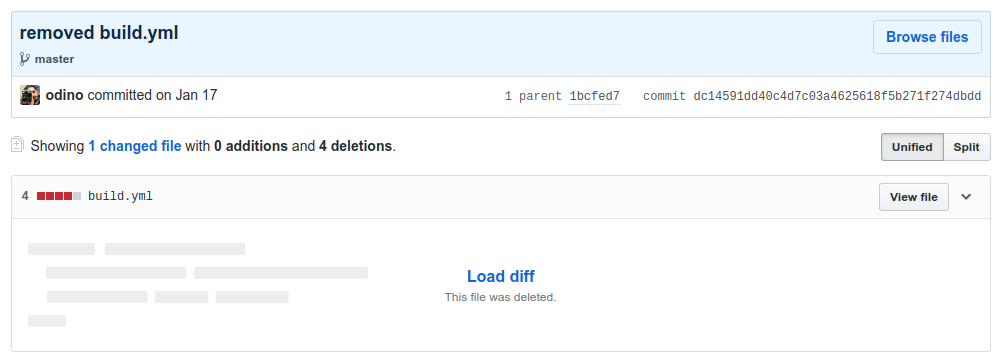 removed build.yml
Browse files
master
odino committed on Jan 17
1 parent 1bcfed7 commit dc14591dd40c4d7c03a4625618f5b271f274dbdd
Showing 1 changed file with 0 additions and 4 deletions.
Unified Split
4 build.yml
View file
Load diff
This file was deleted.